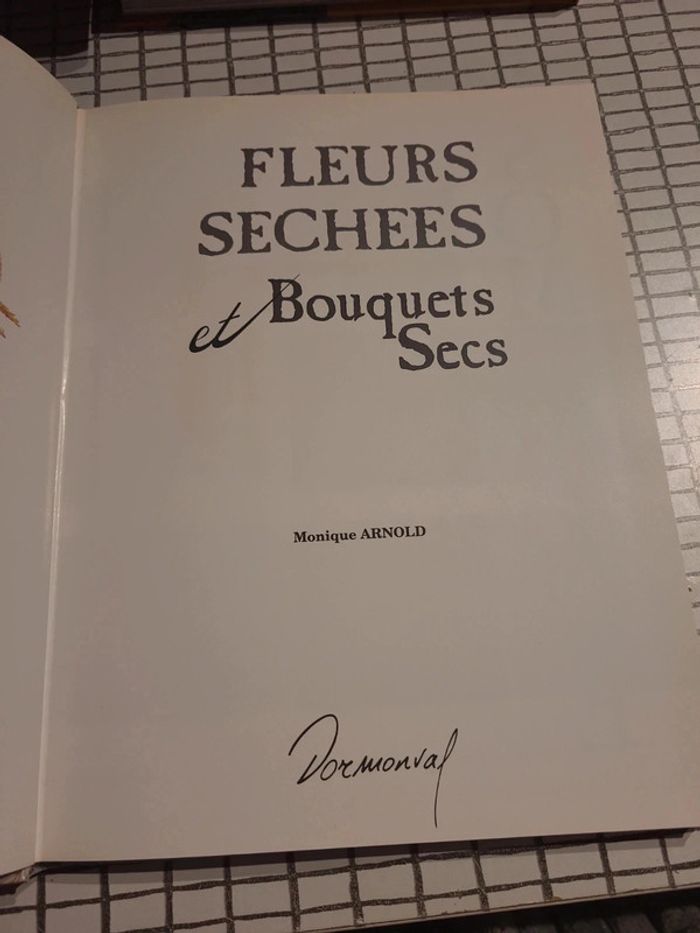 FLEURS
SECHEES
et Bouquets
Secs
Monique ARNOLD
Dormonval